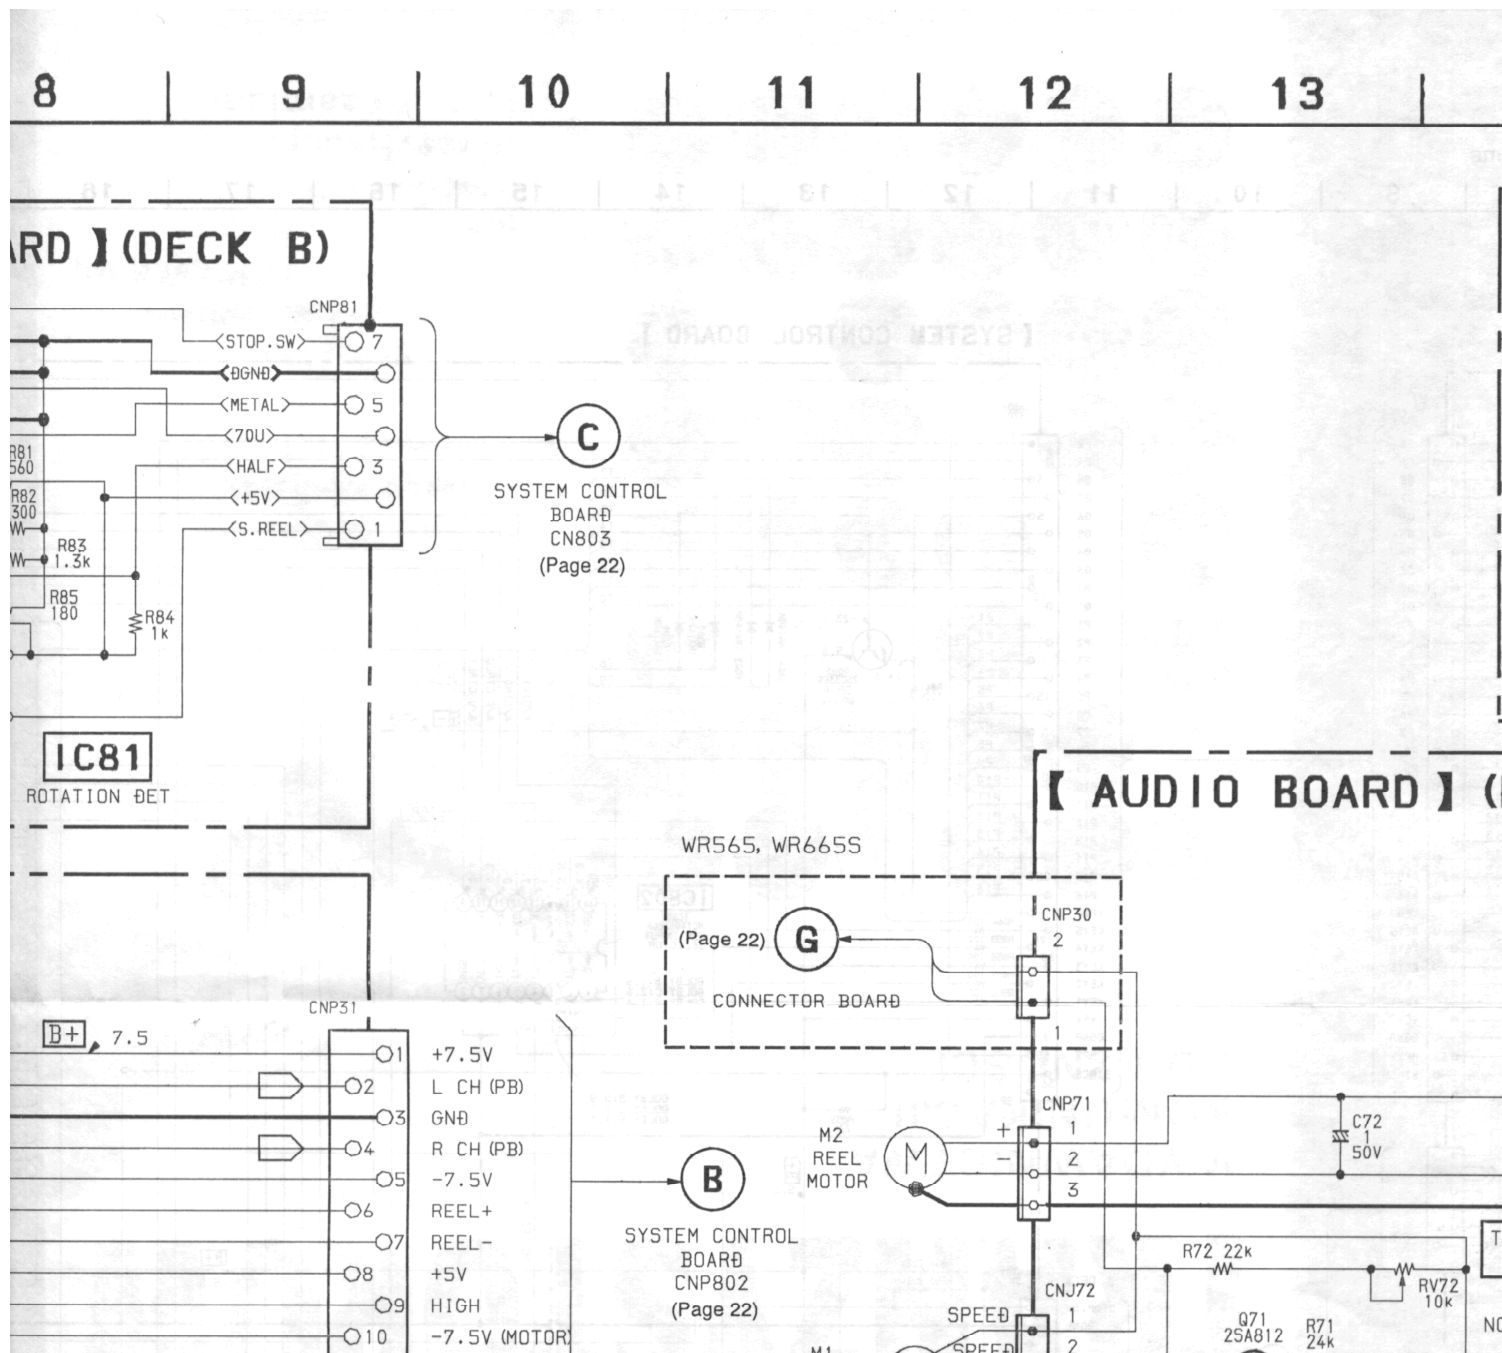 8 9 10 11 12 13
ARD 】(DECK B)
CNP81
<STOP.SW> 7
<DGND>
<METAL> 5
<70U>
<HALF> 3
<+5V>
<S.REEL> 1
C
SYSTEM CONTROL
BOARD
CN803
(Page 22)
R81
560
R82
300
R83
1.3k
R85
180
R84
1k
IC81
ROTATION DET
【 AUDIO BOARD 】 (
WR565, WR665S
CNP30
2
(Page 22) G
CONNECTOR BOARD
1
CNP31
B+ 7.5
1 +7.5V
2 L CH (PB)
3 GND
4 R CH (PB)
5 -7.5V
6 REEL+
7 REEL-
8 +5V
9 HIGH
10 -7.5V (MOTOR)
B
SYSTEM CONTROL
BOARD
CNP802
(Page 22)
CNP71
M2
REEL
MOTOR
M
+ 1
- 2
3
C72
1
50V
R72 22k
RV72
10k
CNJ72
SPEED 1
SPEED 2
M1
Q71
2SA812
R71
24k
T
NO